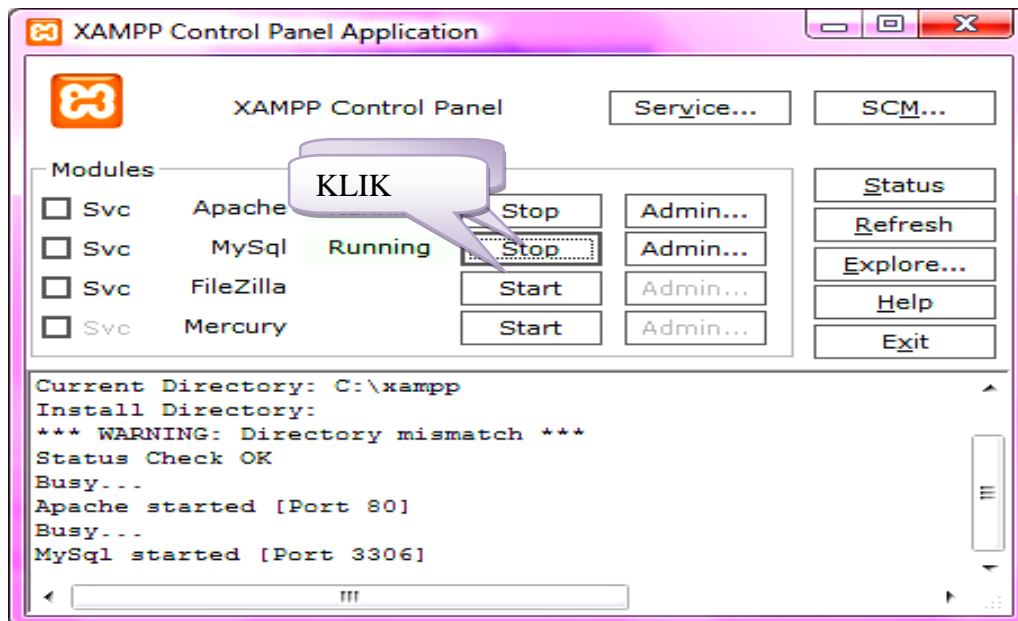 XAMPP Control Panel Application
XAMPP Control Panel Service... SCM...
Modules
KLIK
Status
Svc Apache Stop Admin...
Refresh
Svc MySql Running Stop Admin...
Explore...
Svc FileZilla Start Admin...
Help
Svc Mercury Start Admin...
Exit
Current Directory: C:\xampp
Install Directory:
*** WARNING: Directory mismatch ***
Status Check OK
Busy...
Apache started [Port 80]
Busy...
MySql started [Port 3306]